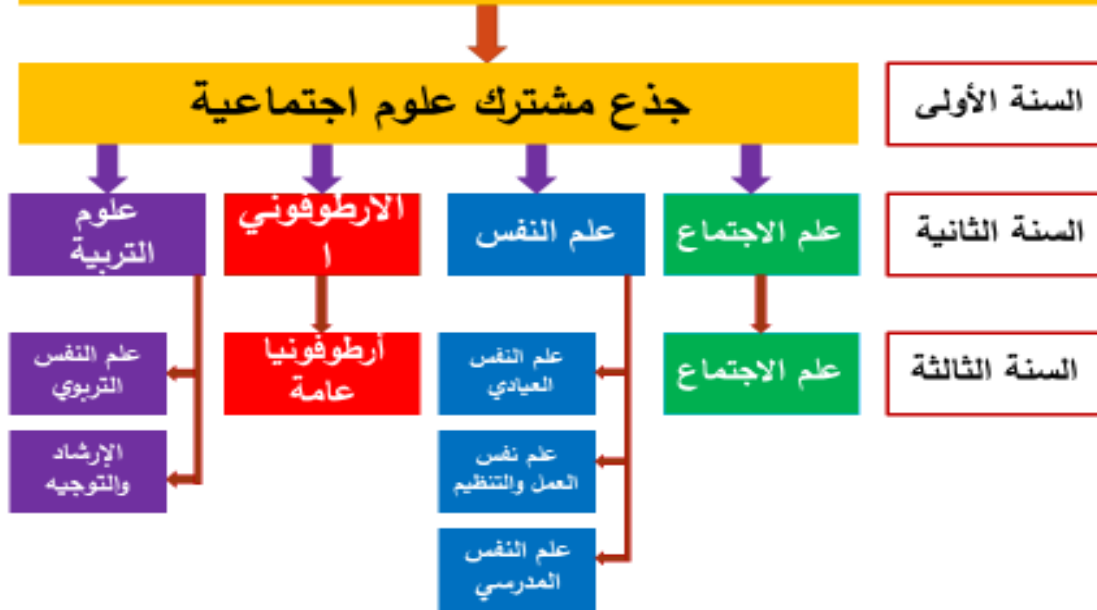 جذع مشترك علوم اجتماعية
السنة الأولى
علوم
التربية
الارطوفوني
ا
علم النفس
علم الاجتماع
السنة الثانية
علم النفس
التربوي
أرطوفونيا
عامة
علم النفس
العيادي
علم الاجتماع
السنة الثالثة
الإرشاد
والتوجيه
علم نفس
العمل والتنظيم
علم النفس
المدرسي